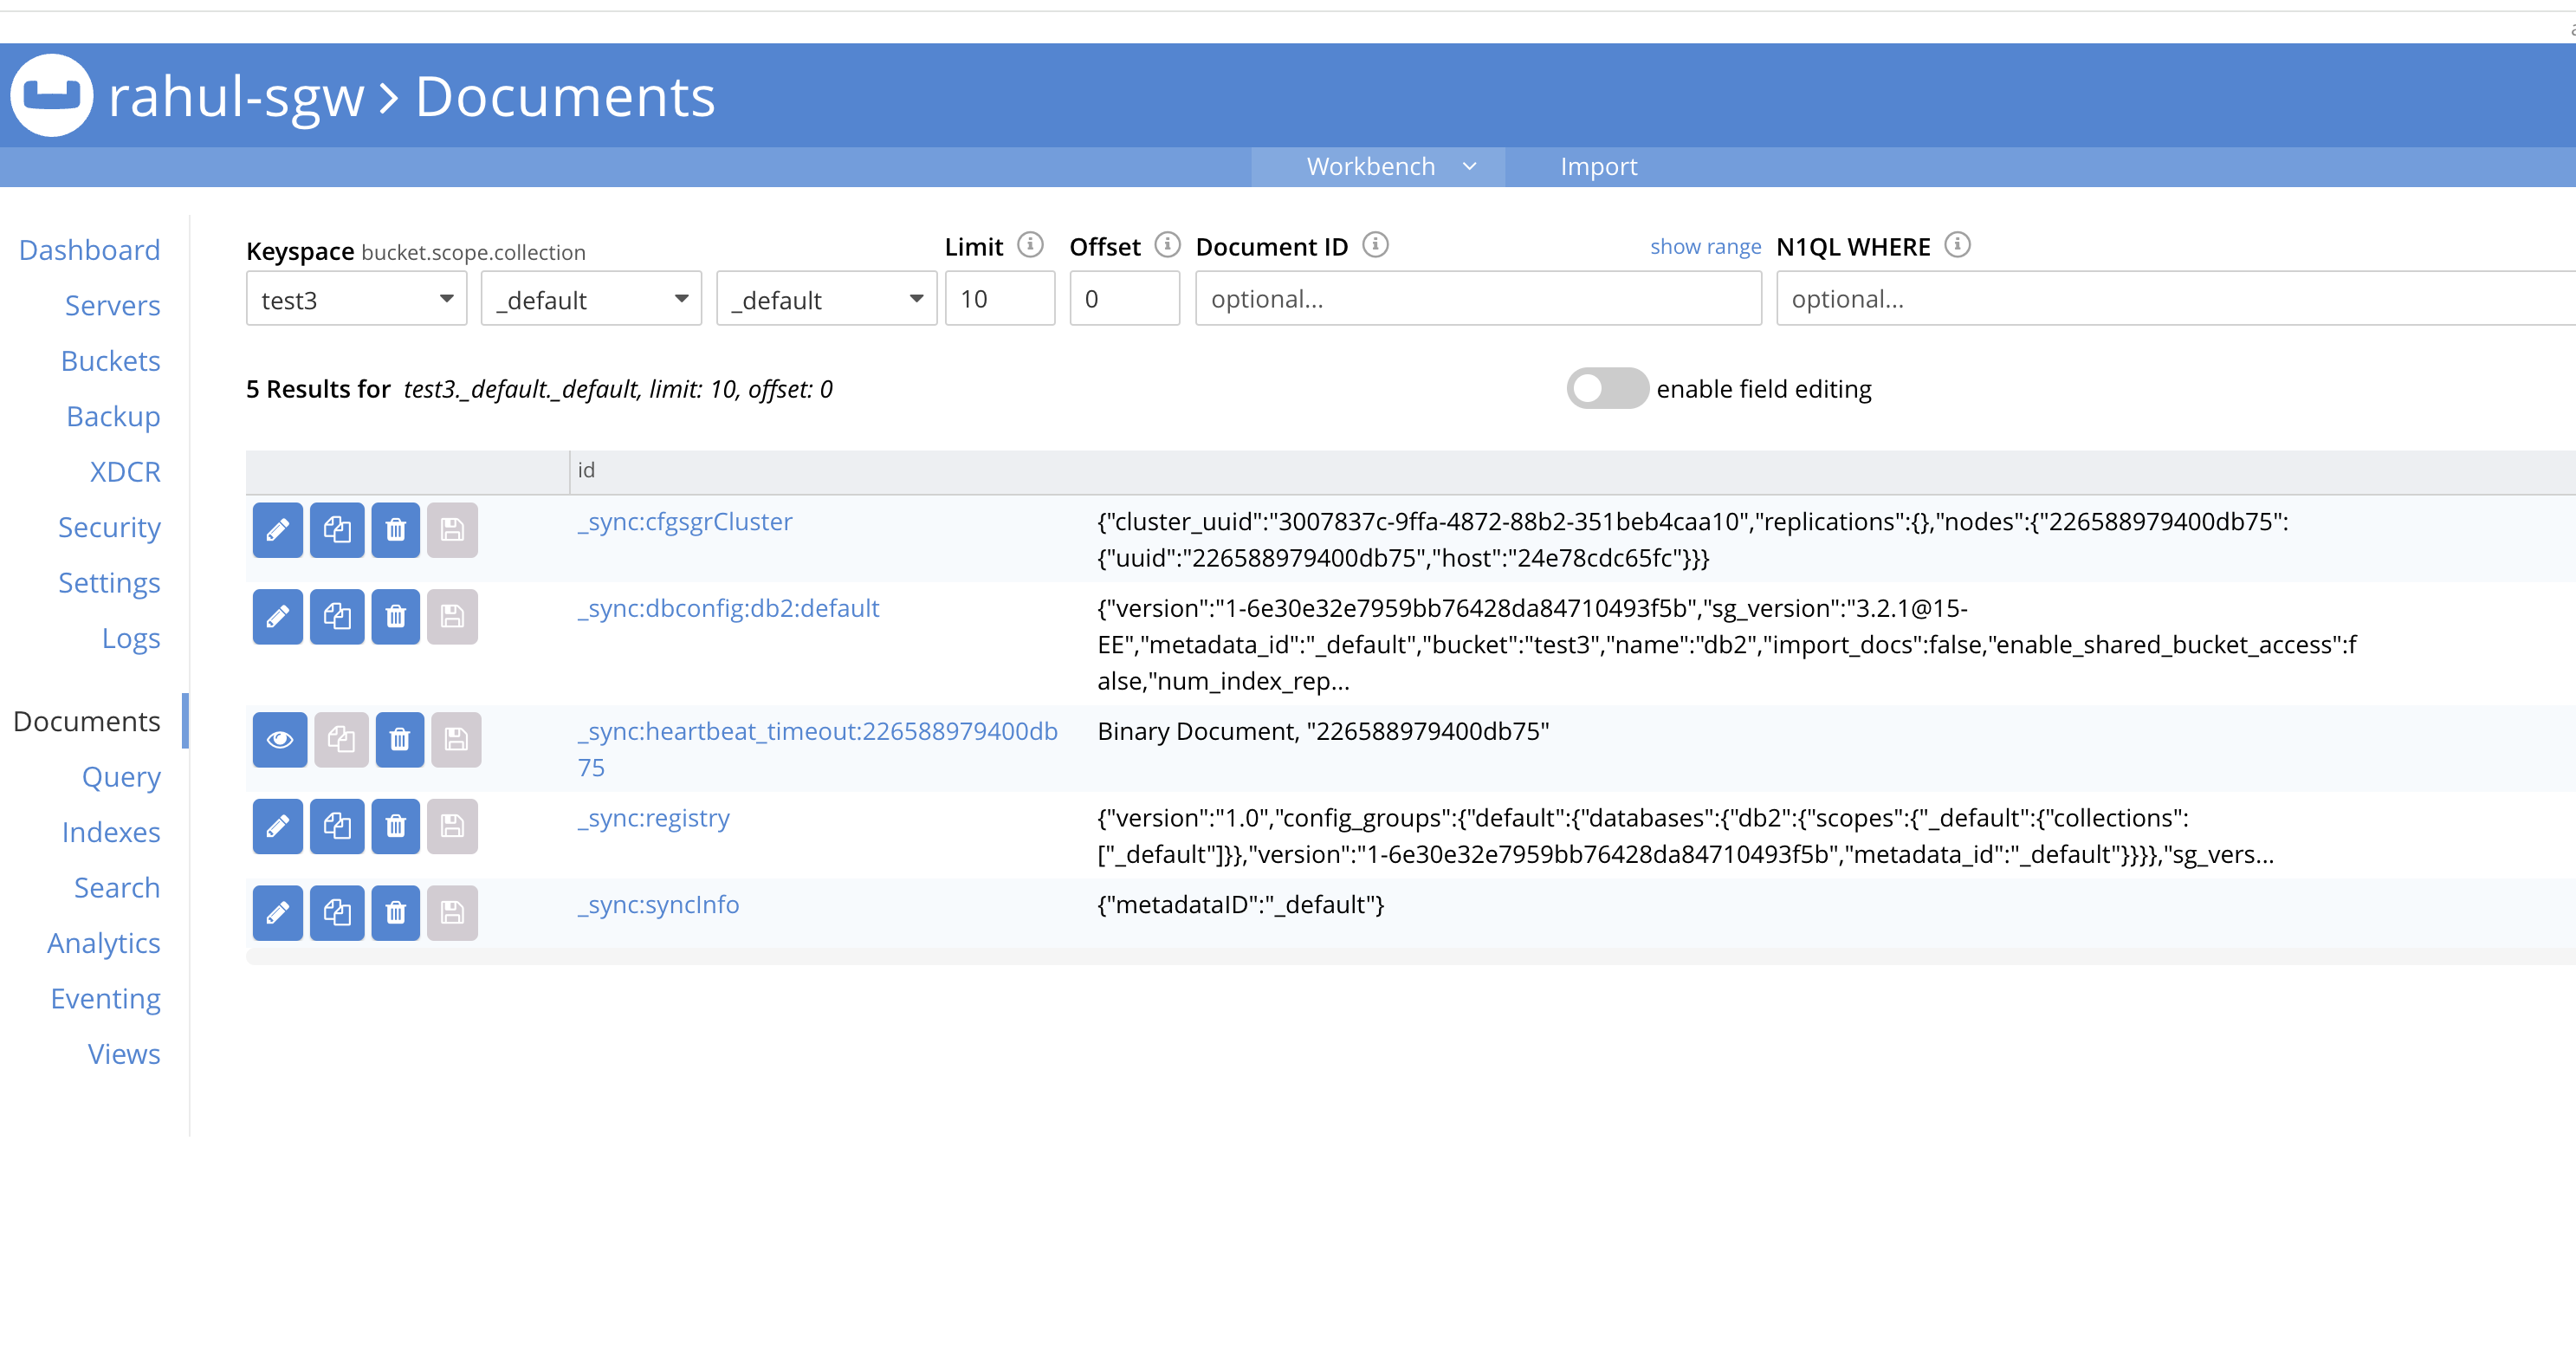 rahul-sgw > Documents
Workbench
Import
Dashboard
Servers
Buckets
Backup
XDCR
Security
Settings
Logs
Documents
Query
Indexes
Search
Analytics
Eventing
Views
Keyspace bucket.scope.collection
Limit
Offset
Document ID
show range
N1QL WHERE
test3
_default
_default
10
0
optional...
optional...
5 Results for test3._default._default, limit: 10, offset: 0
enable field editing
id
_sync:cfgsgrCluster
{"cluster_uuid":"3007837c-9ffa-4872-88b2-351beb4caa10","replications":{},"nodes":{"226588979400db75":
{"uuid":"226588979400db75","host":"24e78cdc65fc"}}}
_sync:dbconfig:db2:default
{"version":"1-6e30e32e7959bb76428da84710493f5b","sg_version":"3.2.1@15-
EE","metadata_id":"_default","bucket":"test3","name":"db2","import_docs":false,"enable_shared_bucket_access":f
alse,"num_index_rep...
_sync:heartbeat_timeout:226588979400db
75
Binary Document, "226588979400db75"
_sync:registry
{"version":"1.0","config_groups":{"default":{"databases":{"db2":{"scopes":{"_default":{"collections":
["_default"]}},"version":"1-6e30e32e7959bb76428da84710493f5b","metadata_id":"_default"}}}},"sg_vers...
_sync:syncInfo
{"metadataID":"_default"}